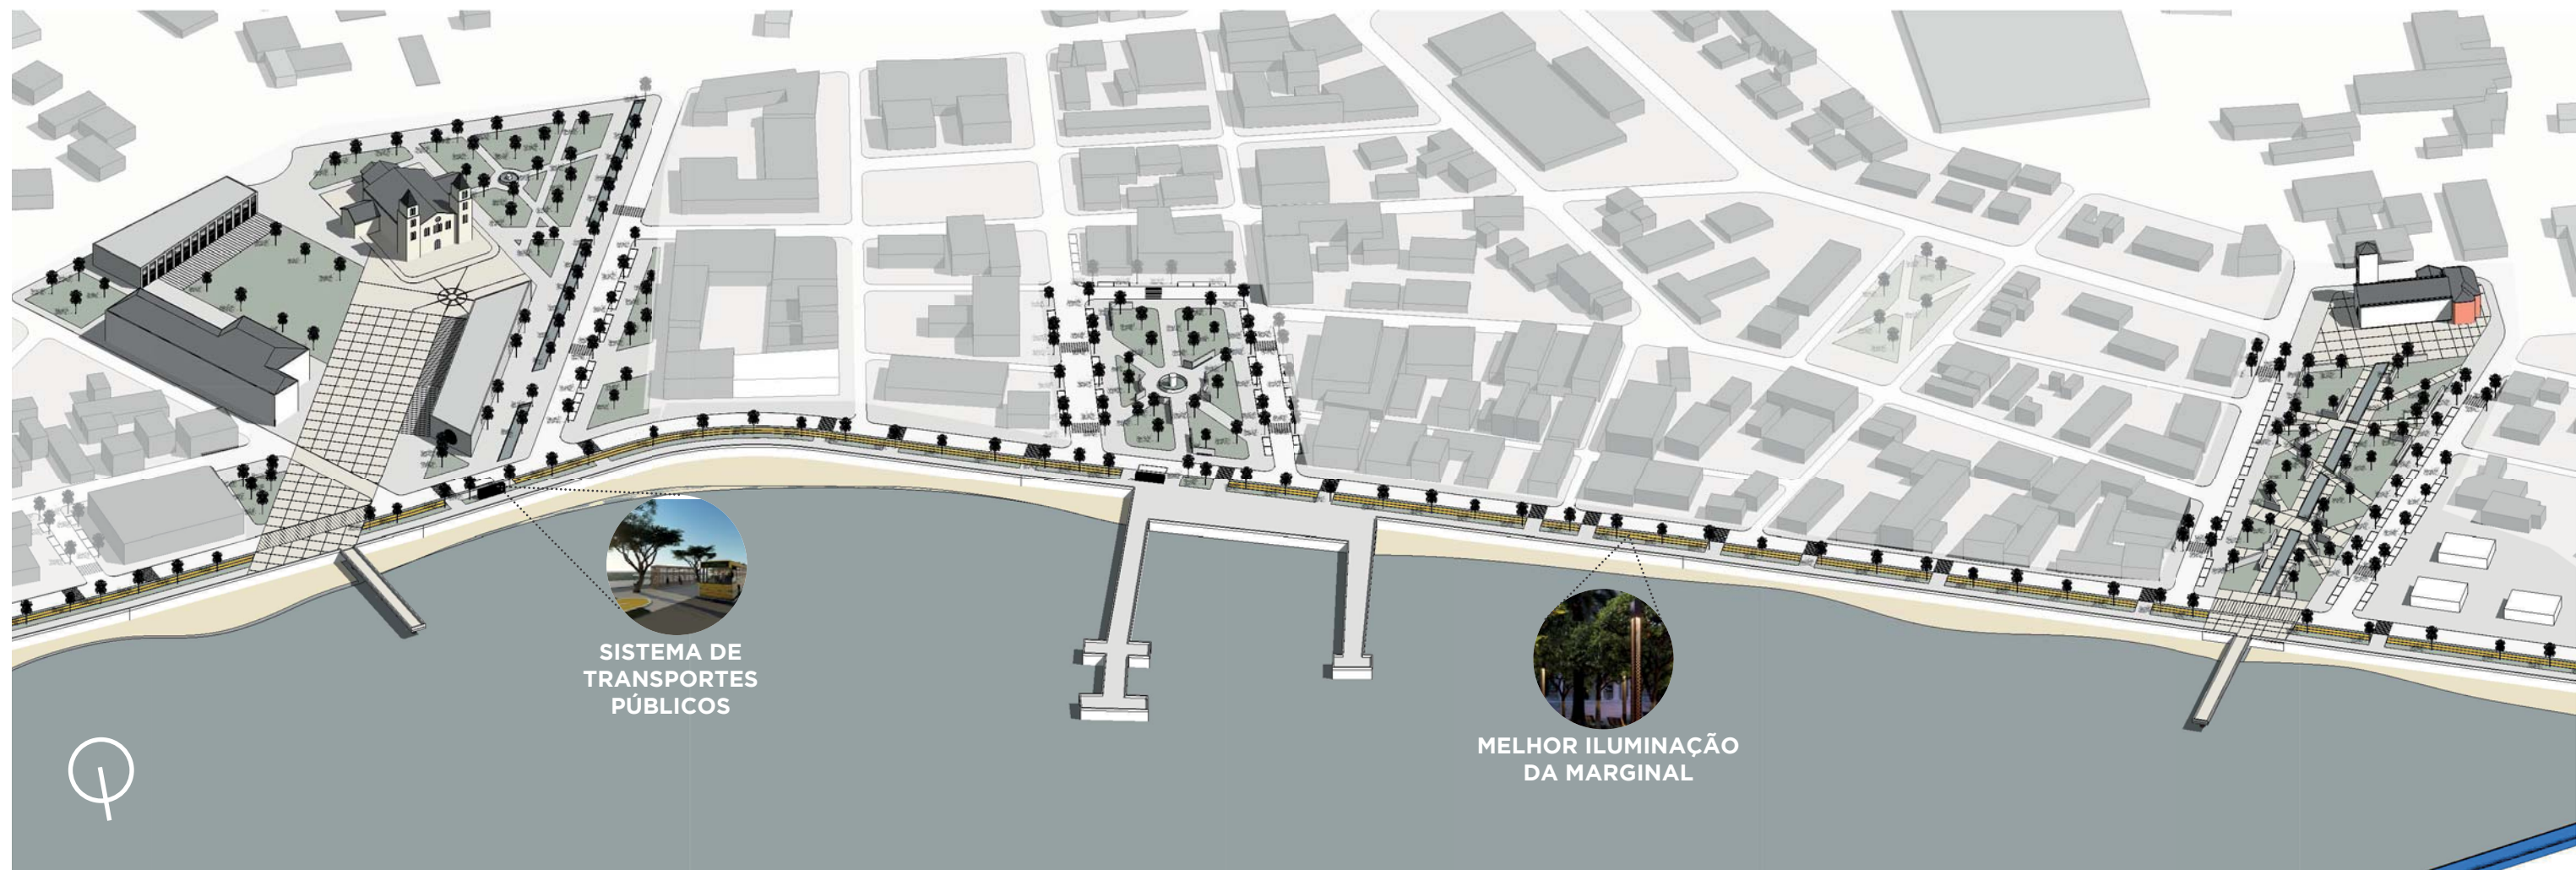 SISTEMA DE
TRANSPORTES
PÚBLICOS
MELHOR ILUMINAÇÃO
DA MARGINAL